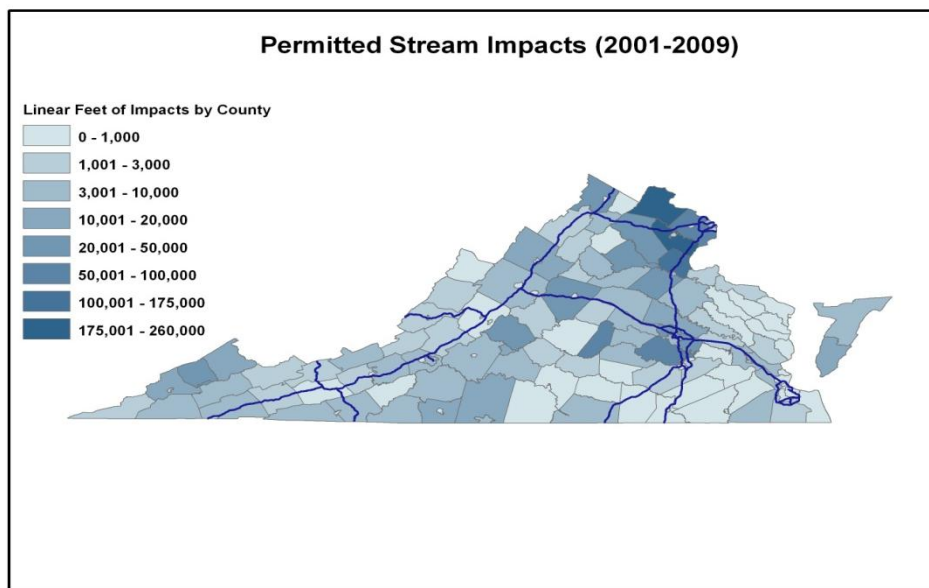 Permitted Stream Impacts (2001-2009)
Linear Feet of Impacts by County
0 - 1,000
1,001 - 3,000
3,001 - 10,000
10,001 - 20,000
20,001 - 50,000
50,001 - 100,000
100,001 - 175,000
175,001 - 260,000